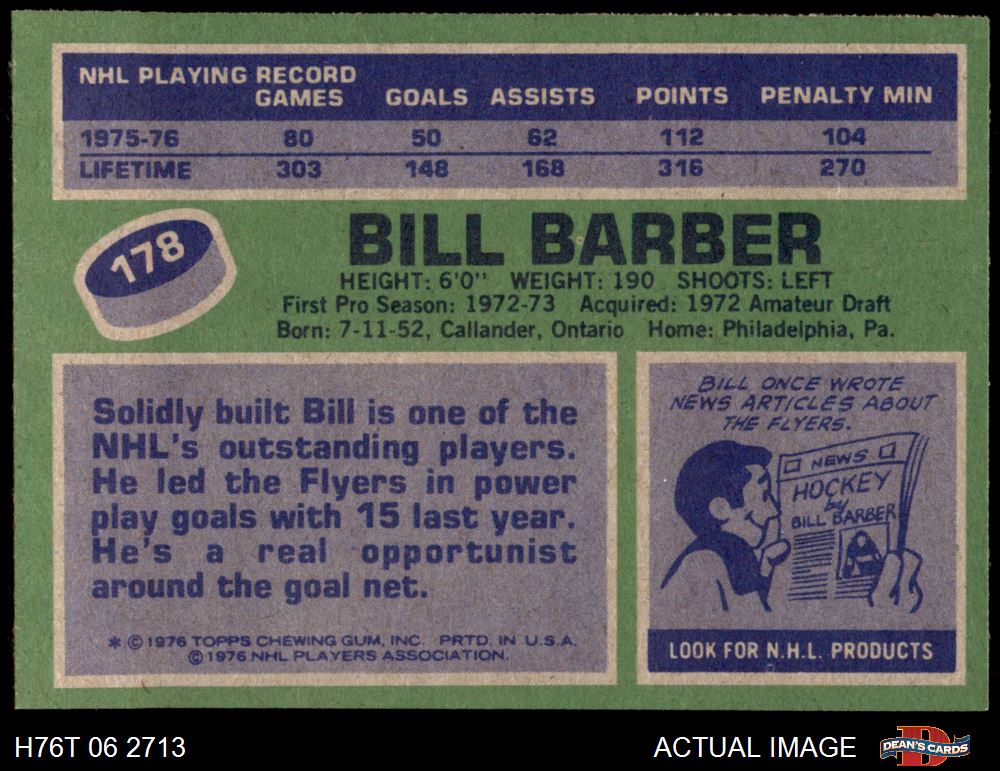 NHL PLAYING RECORD
GAMES GOALS ASSISTS POINTS PENALTY MIN
1975-76 80 50 62 112 104
LIFETIME 303 148 168 316 270
178
BILL BARBER
HEIGHT: 6'0" WEIGHT: 190 SHOOTS: LEFT
First Pro Season: 1972-73 Acquired: 1972 Amateur Draft
Born: 7-11-52, Callander, Ontario Home: Philadelphia, Pa.
Solidly built Bill is one of the
NHL's outstanding players.
He led the Flyers in power
play goals with 15 last year.
He's a real opportunist
around the goal net.
* © 1976 TOPPS CHEWING GUM, INC. PRTD. IN U.S.A.
© 1976 NHL PLAYERS ASSOCIATION.
BILL ONCE WROTE
NEWS ARTICLES ABOUT
THE FLYERS.
NEWS
HOCKEY
by
BILL BARBER
LOOK FOR N.H.L. PRODUCTS
H76T 06 2713
ACTUAL IMAGE
DEAN'S CARDS